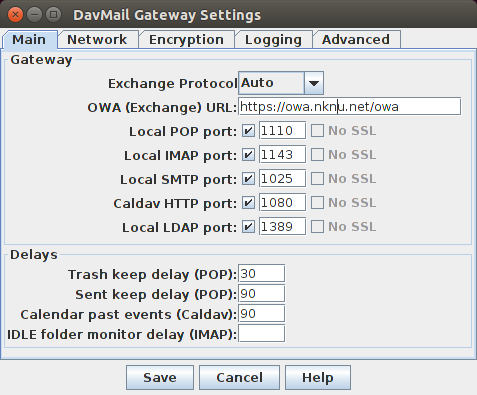 DavMail Gateway Settings
Main Network Encryption Logging Advanced
Gateway
Exchange Protocol Auto
OWA (Exchange) URL: https://owa.nknu.net/owa
Local POP port: 1110 No SSL
Local IMAP port: 1143 No SSL
Local SMTP port: 1025 No SSL
Caldav HTTP port: 1080 No SSL
Local LDAP port: 1389 No SSL
Delays
Trash keep delay (POP): 30
Sent keep delay (POP): 90
Calendar past events (Caldav): 90
IDLE folder monitor delay (IMAP):
Save Cancel Help